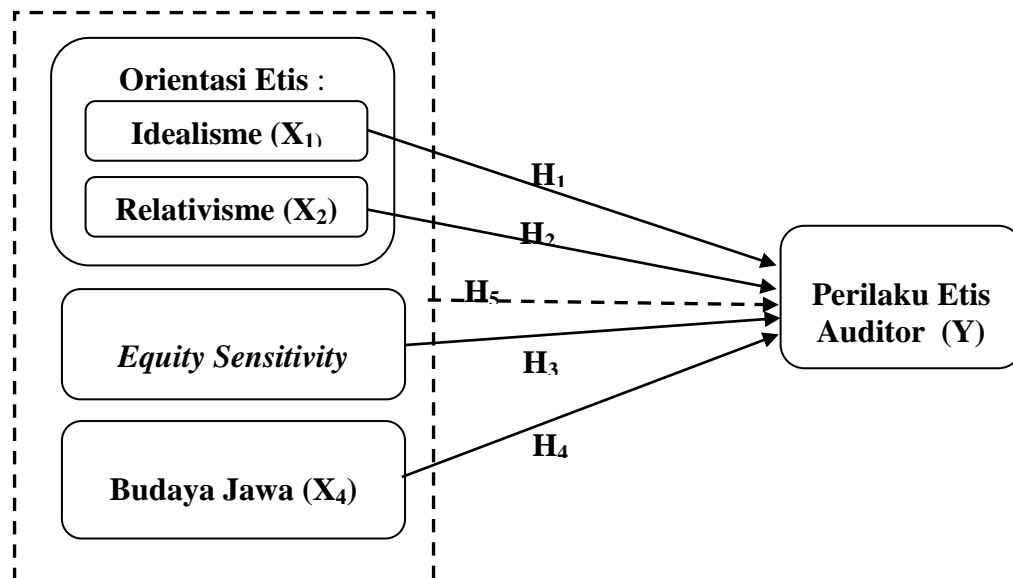 Orientasi Etis :
Idealisme (X₁)
Relativisme (X₂)
Equity Sensitivity
Budaya Jawa (X₄)
H₁
H₂
H₅
H₃
H₄
Perilaku Etis
Auditor (Y)